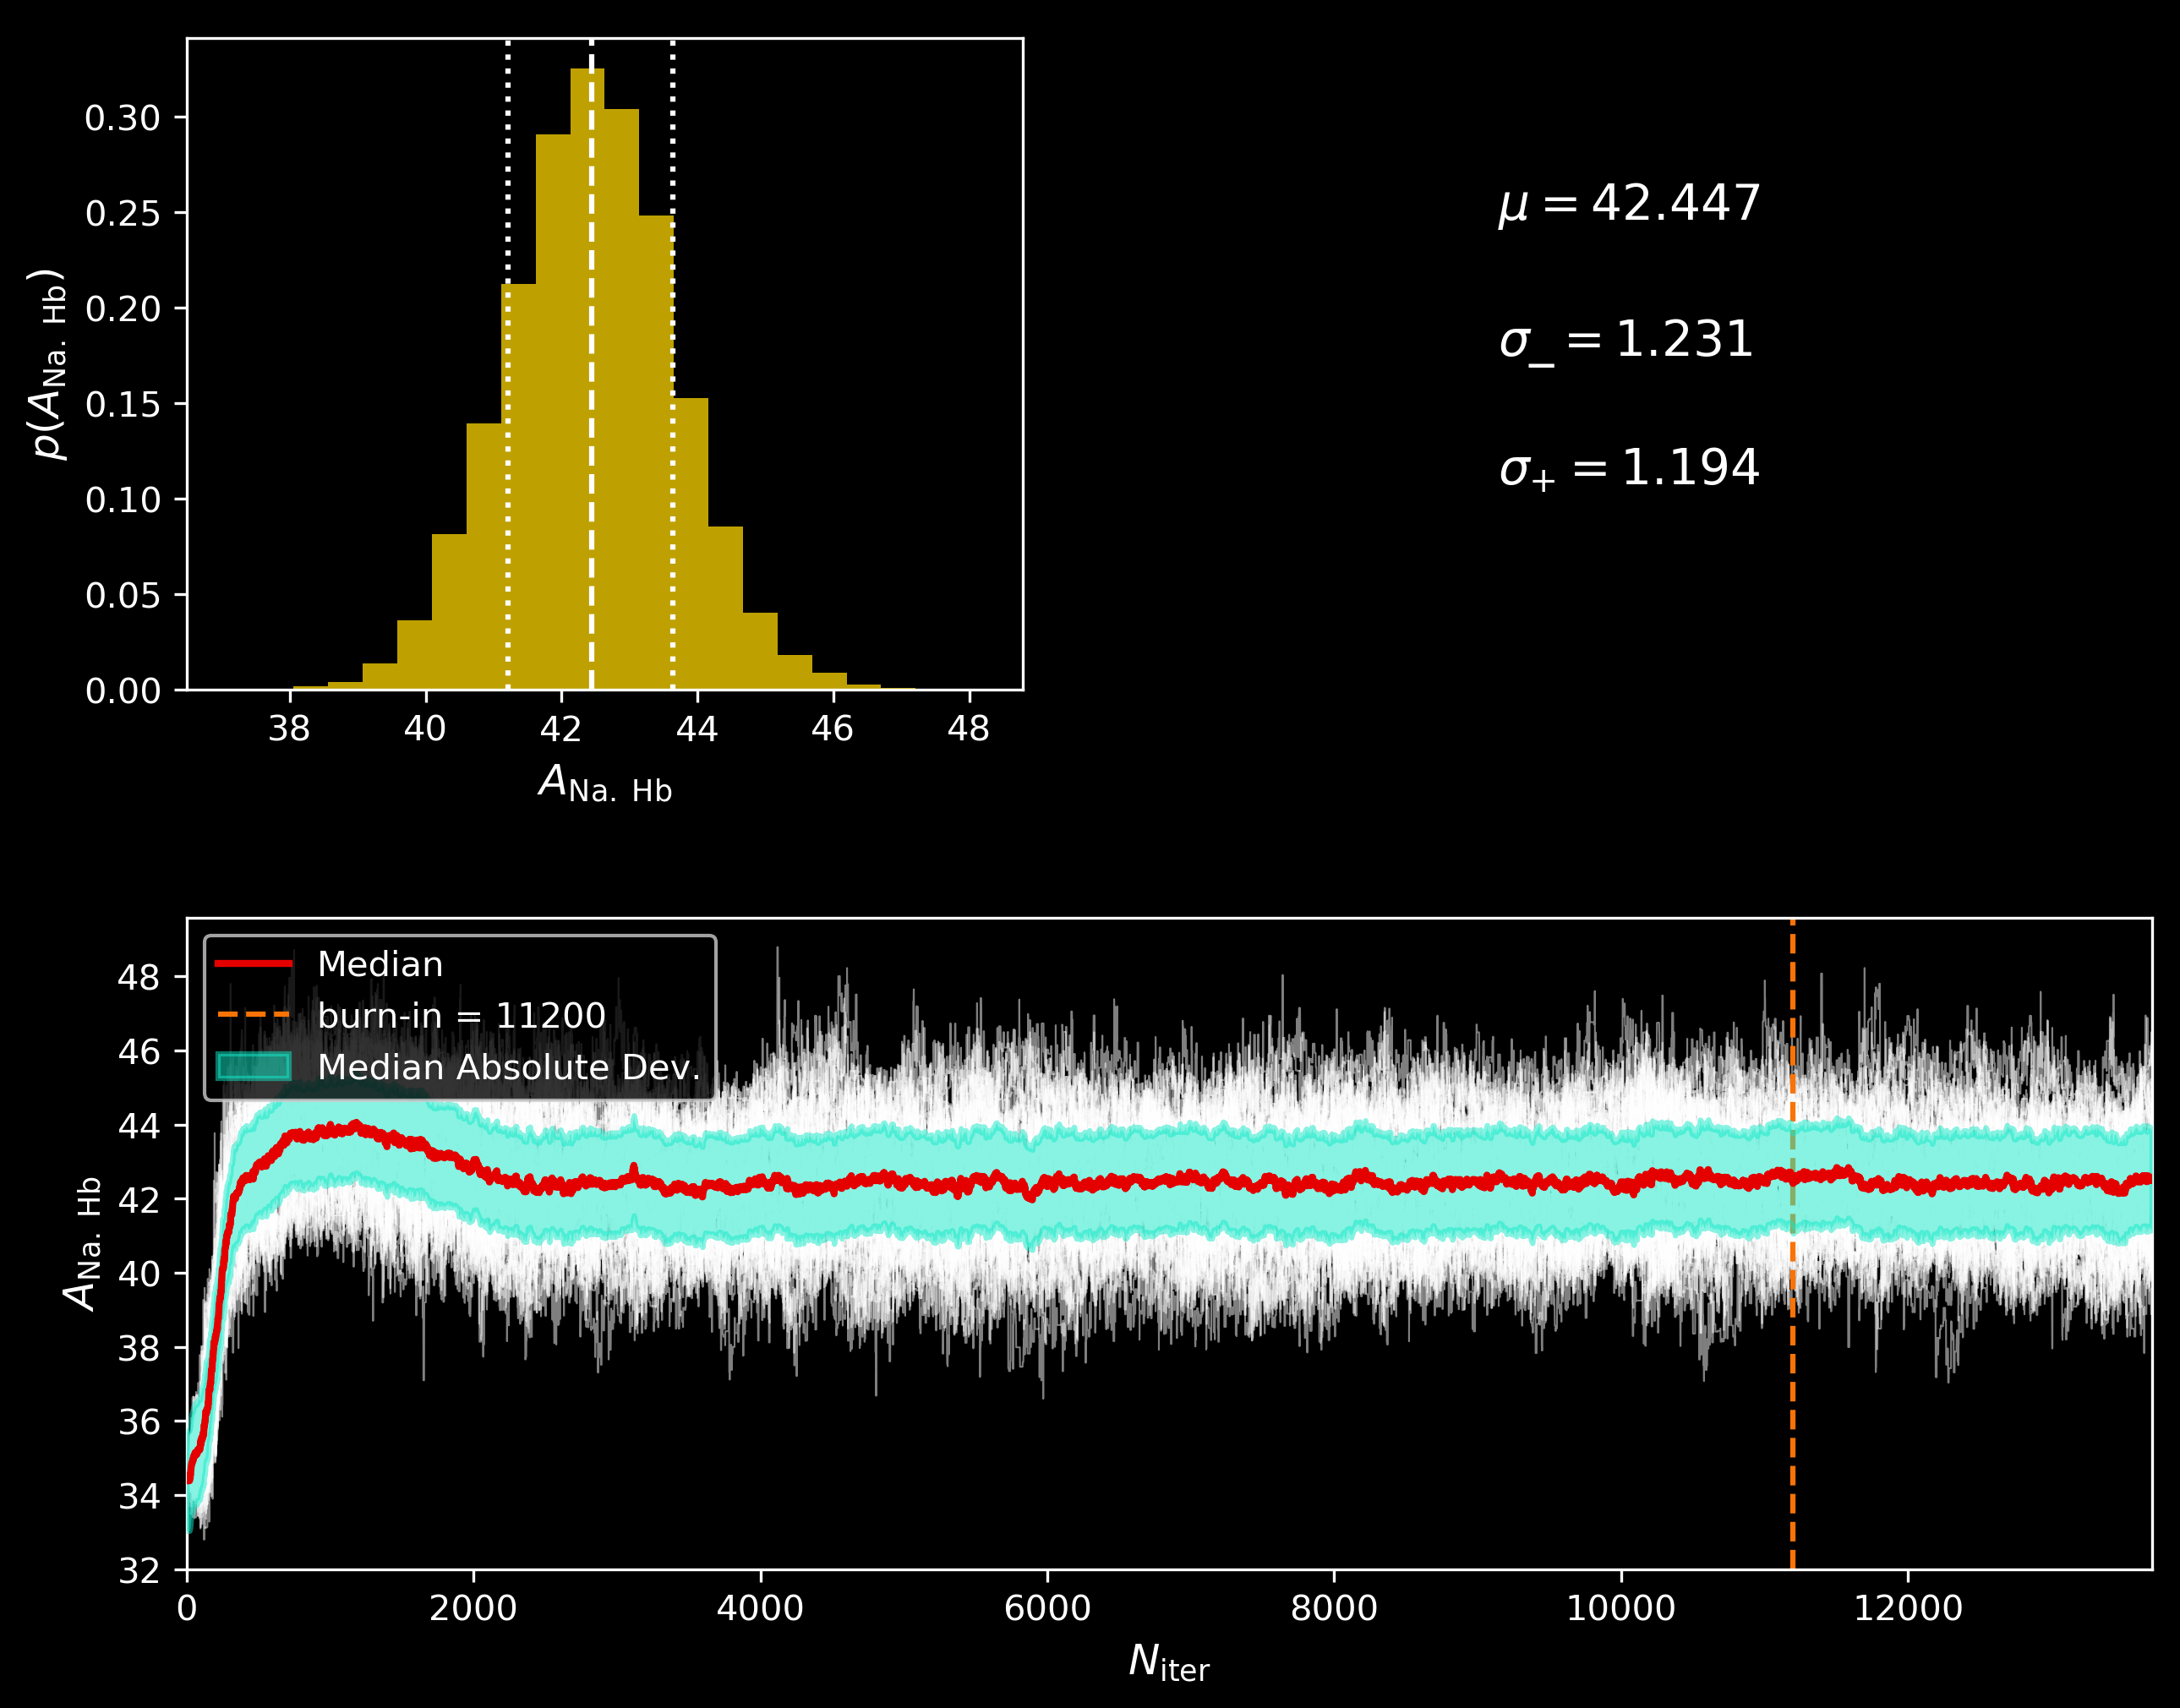 p(A_Na. Hb)
0.30
0.25
0.20
0.15
0.10
0.05
0.00
38 40 42 44 46 48
A_Na. Hb
μ = 42.447
σ_− = 1.231
σ_+ = 1.194
A_Na. Hb
48
46
44
42
40
38
36
34
32
Median
burn-in = 11200
Median Absolute Dev.
0 2000 4000 6000 8000 10000 12000
N_iter